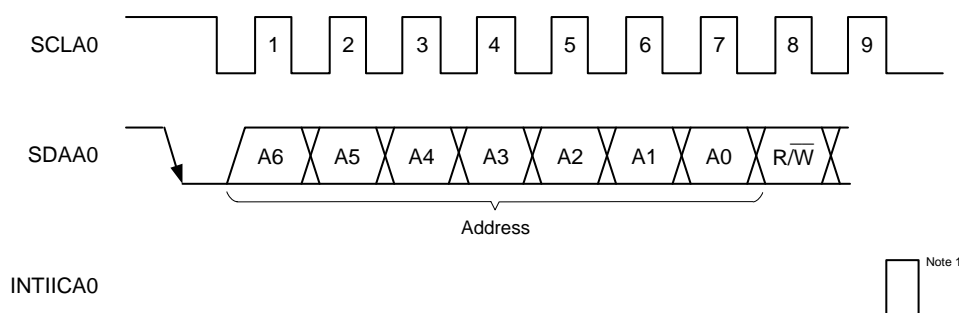 SCLA0 1 2 3 4 5 6 7 8 9
SDAA0 A6 A5 A4 A3 A2 A1 A0 R/W̅
Address
INTIICA0 Note 1